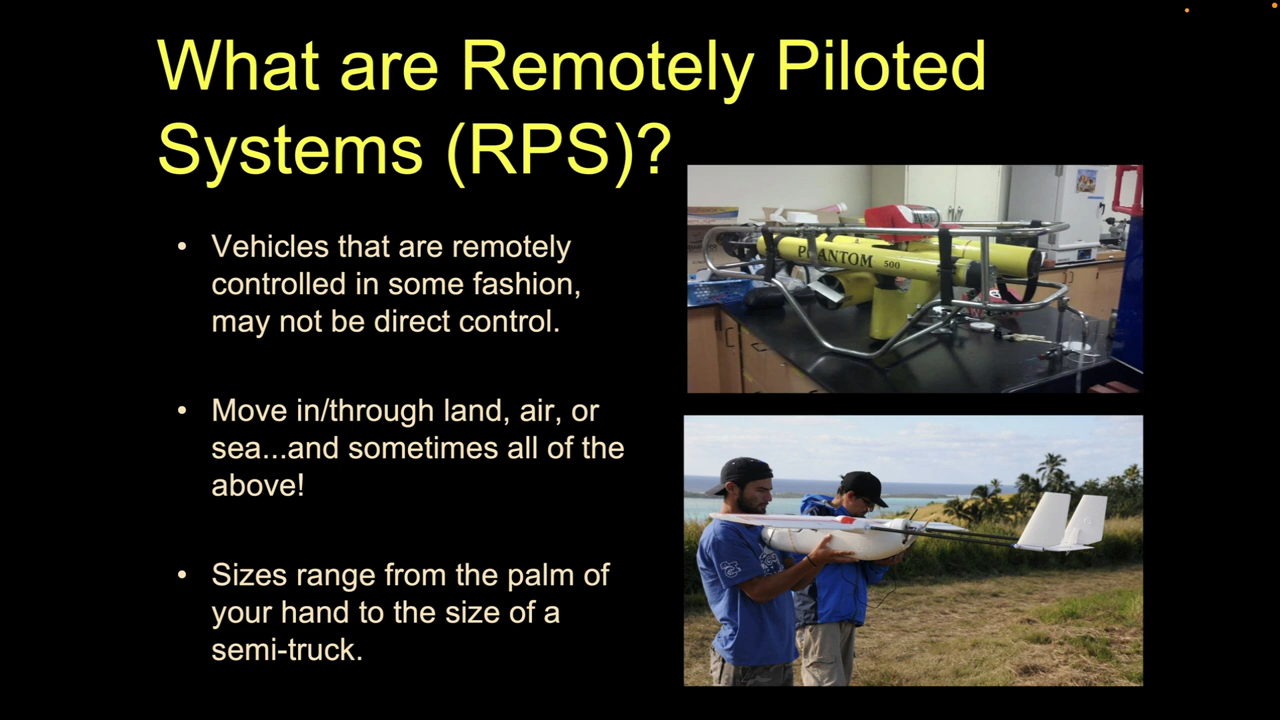 What are Remotely Piloted
Systems (RPS)?
• Vehicles that are remotely
controlled in some fashion,
may not be direct control.
• Move in/through land, air, or
sea...and sometimes all of the
above!
• Sizes range from the palm of
your hand to the size of a
semi-truck.
PHANTOM 500